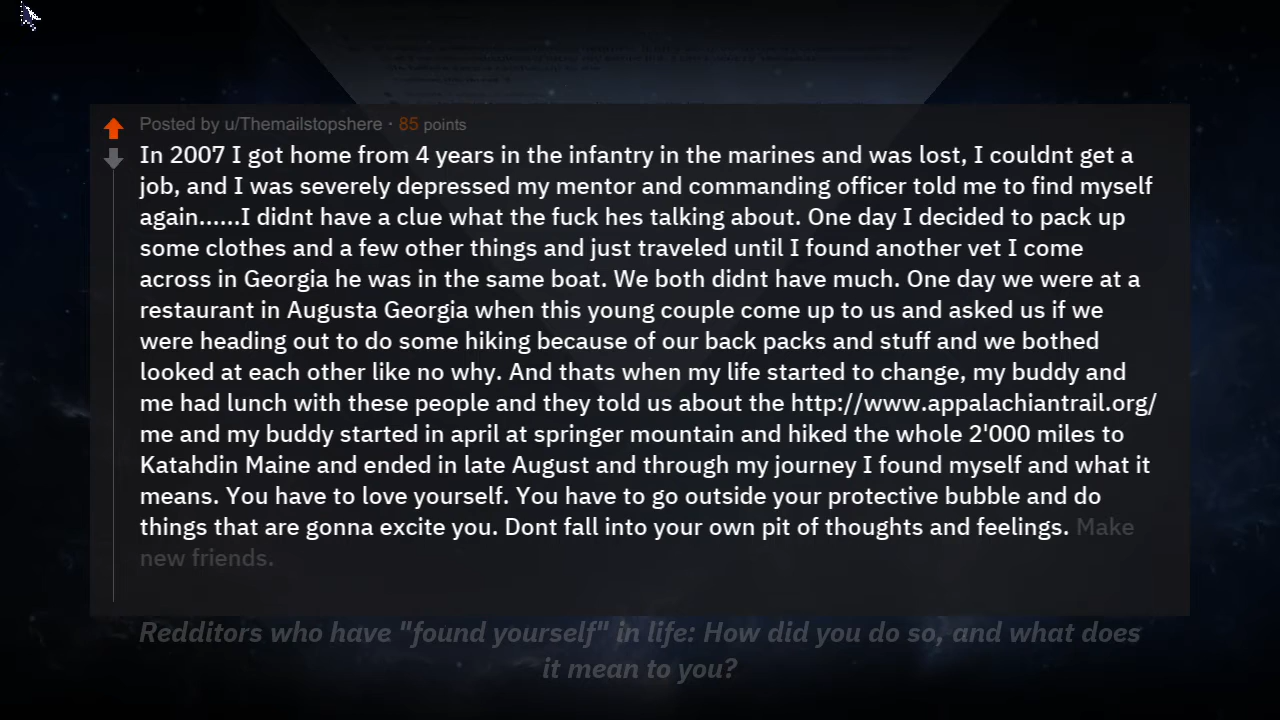 Posted by u/Themailstopshere · 85 points
In 2007 I got home from 4 years in the infantry in the marines and was lost, I couldnt get a
job, and I was severely depressed my mentor and commanding officer told me to find myself
again......I didnt have a clue what the fuck hes talking about. One day I decided to pack up
some clothes and a few other things and just traveled until I found another vet I come
across in Georgia he was in the same boat. We both didnt have much. One day we were at a
restaurant in Augusta Georgia when this young couple come up to us and asked us if we
were heading out to do some hiking because of our back packs and stuff and we bothed
looked at each other like no why. And thats when my life started to change, my buddy and
me had lunch with these people and they told us about the http://www.appalachiantrail.org/
me and my buddy started in april at springer mountain and hiked the whole 2'000 miles to
Katahdin Maine and ended in late August and through my journey I found myself and what it
means. You have to love yourself. You have to go outside your protective bubble and do
things that are gonna excite you. Dont fall into your own pit of thoughts and feelings. Make
new friends.
Redditors who have "found yourself" in life: How did you do so, and what does
it mean to you?